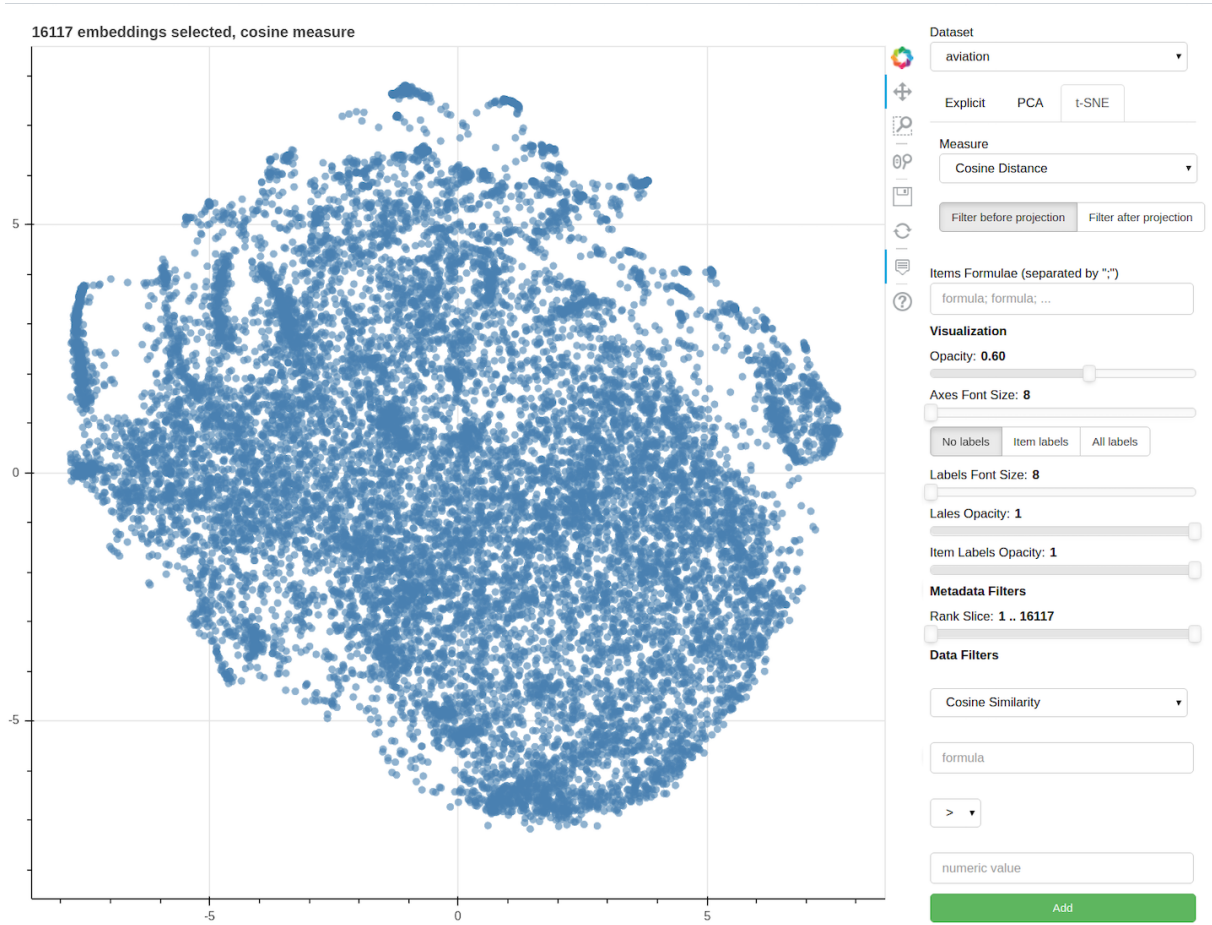 16117 embeddings selected, cosine measure
5
0
-5
-5
0
5
Dataset
aviation
Explicit PCA t-SNE
Measure
Cosine Distance
Filter before projection Filter after projection
Items Formulae (separated by ";")
formula; formula; ...
Visualization
Opacity: 0.60
Axes Font Size: 8
No labels Item labels All labels
Labels Font Size: 8
Lales Opacity: 1
Item Labels Opacity: 1
Metadata Filters
Rank Slice: 1 .. 16117
Data Filters
Cosine Similarity
formula
>
numeric value
Add